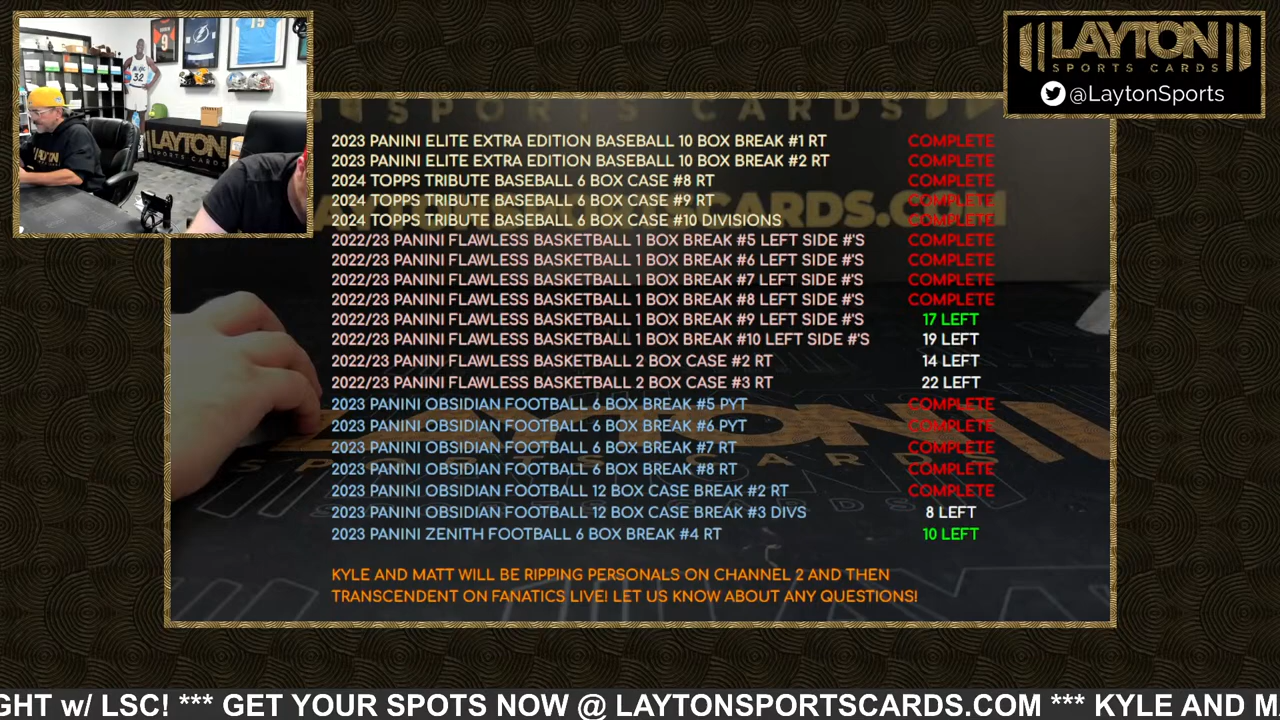 LAYTON
SPORTS CARDS
@LaytonSports
9
15
32
LAYTON
SPORTS CARDS
SPORTS CARDS
2023 PANINI ELITE EXTRA EDITION BASEBALL 10 BOX BREAK #1 RT COMPLETE
2023 PANINI ELITE EXTRA EDITION BASEBALL 10 BOX BREAK #2 RT COMPLETE
2024 TOPPS TRIBUTE BASEBALL 6 BOX CASE #8 RT COMPLETE
2024 TOPPS TRIBUTE BASEBALL 6 BOX CASE #9 RT COMPLETE
2024 TOPPS TRIBUTE BASEBALL 6 BOX CASE #10 DIVISIONS COMPLETE
2022/23 PANINI FLAWLESS BASKETBALL 1 BOX BREAK #5 LEFT SIDE #'S COMPLETE
2022/23 PANINI FLAWLESS BASKETBALL 1 BOX BREAK #6 LEFT SIDE #'S COMPLETE
2022/23 PANINI FLAWLESS BASKETBALL 1 BOX BREAK #7 LEFT SIDE #'S COMPLETE
2022/23 PANINI FLAWLESS BASKETBALL 1 BOX BREAK #8 LEFT SIDE #'S COMPLETE
2022/23 PANINI FLAWLESS BASKETBALL 1 BOX BREAK #9 LEFT SIDE #'S 17 LEFT
2022/23 PANINI FLAWLESS BASKETBALL 1 BOX BREAK #10 LEFT SIDE #'S 19 LEFT
2022/23 PANINI FLAWLESS BASKETBALL 2 BOX CASE #2 RT 14 LEFT
2022/23 PANINI FLAWLESS BASKETBALL 2 BOX CASE #3 RT 22 LEFT
2023 PANINI OBSIDIAN FOOTBALL 6 BOX BREAK #5 PYT COMPLETE
2023 PANINI OBSIDIAN FOOTBALL 6 BOX BREAK #6 PYT COMPLETE
2023 PANINI OBSIDIAN FOOTBALL 6 BOX BREAK #7 RT COMPLETE
2023 PANINI OBSIDIAN FOOTBALL 6 BOX BREAK #8 RT COMPLETE
2023 PANINI OBSIDIAN FOOTBALL 12 BOX CASE BREAK #2 RT COMPLETE
2023 PANINI OBSIDIAN FOOTBALL 12 BOX CASE BREAK #3 DIVS 8 LEFT
2023 PANINI ZENITH FOOTBALL 6 BOX BREAK #4 RT 10 LEFT
KYLE AND MATT WILL BE RIPPING PERSONALS ON CHANNEL 2 AND THEN
TRANSCENDENT ON FANATICS LIVE! LET US KNOW ABOUT ANY QUESTIONS!
GHT w/ LSC! *** GET YOUR SPOTS NOW @ LAYTONSPORTSCARDS.COM *** KYLE AND M